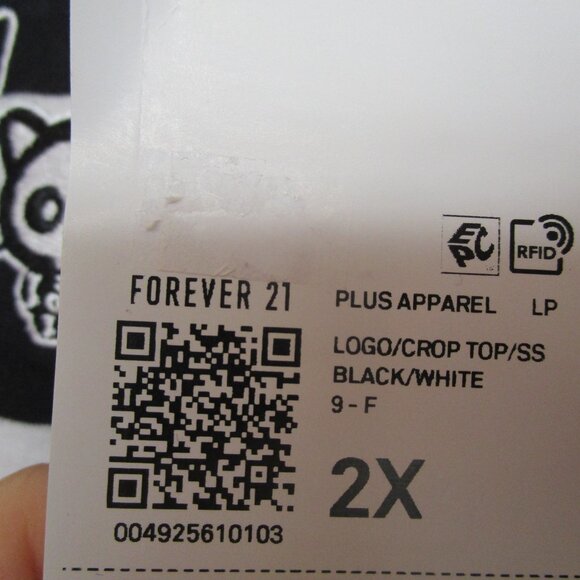 EPC
RFID
FOREVER 21
PLUS APPAREL LP
LOGO/CROP TOP/SS
BLACK/WHITE
9 - F
2X
004925610103